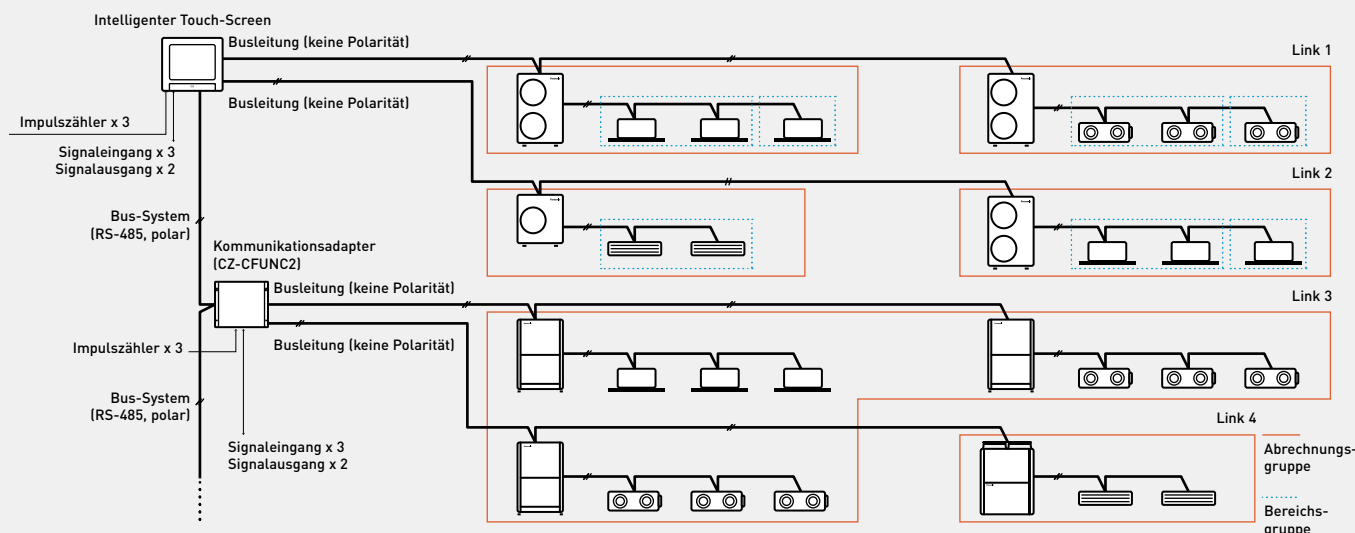 Intelligenter Touch-Screen
Busleitung (keine Polarität)
Link 1
Busleitung (keine Polarität)
Impulszähler x 3
Signaleingang x 3
Signalausgang x 2
Link 2
Bus-System
(RS-485, polar)
Kommunikationsadapter
(CZ-CFUNC2)
Busleitung (keine Polarität)
Link 3
Impulszähler x 3
Busleitung (keine Polarität)
Bus-System
(RS-485, polar)
Link 4
Signaleingang x 3
Signalausgang x 2
Abrechnungs-
gruppe
Bereichs-
gruppe